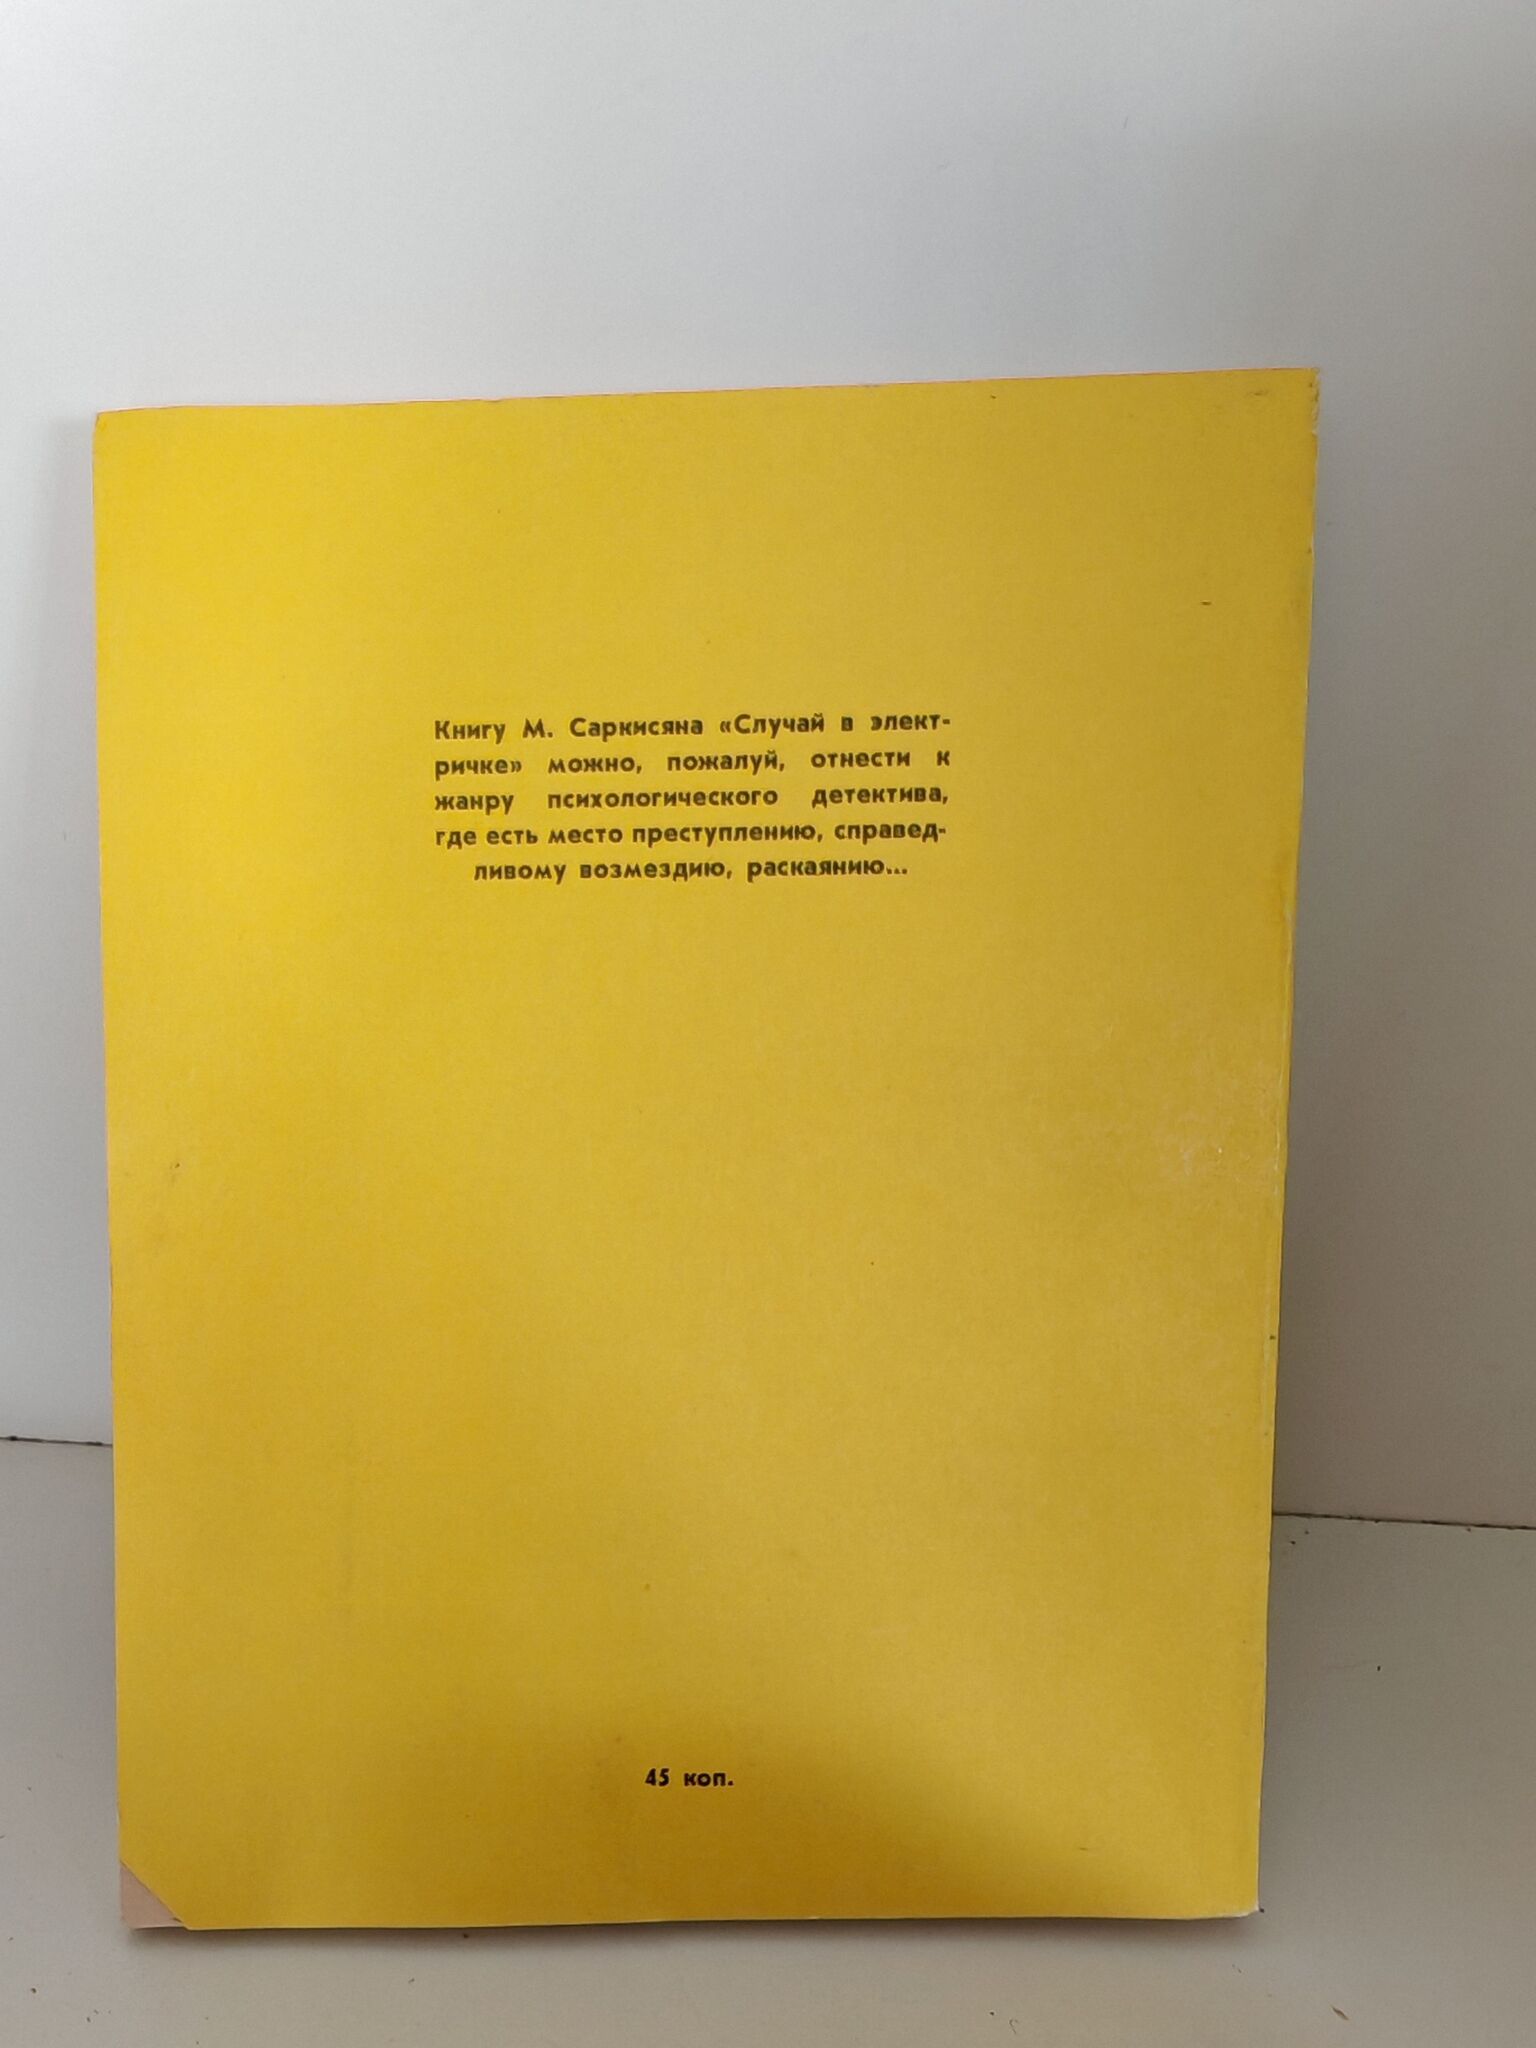 Книгу М. Саркисяна «Случай в элект-
ричке» можно, пожалуй, отнести к
жанру психологического детектива,
где есть место преступлению, справед-
ливому возмездию, раскаянию...
45 коп.